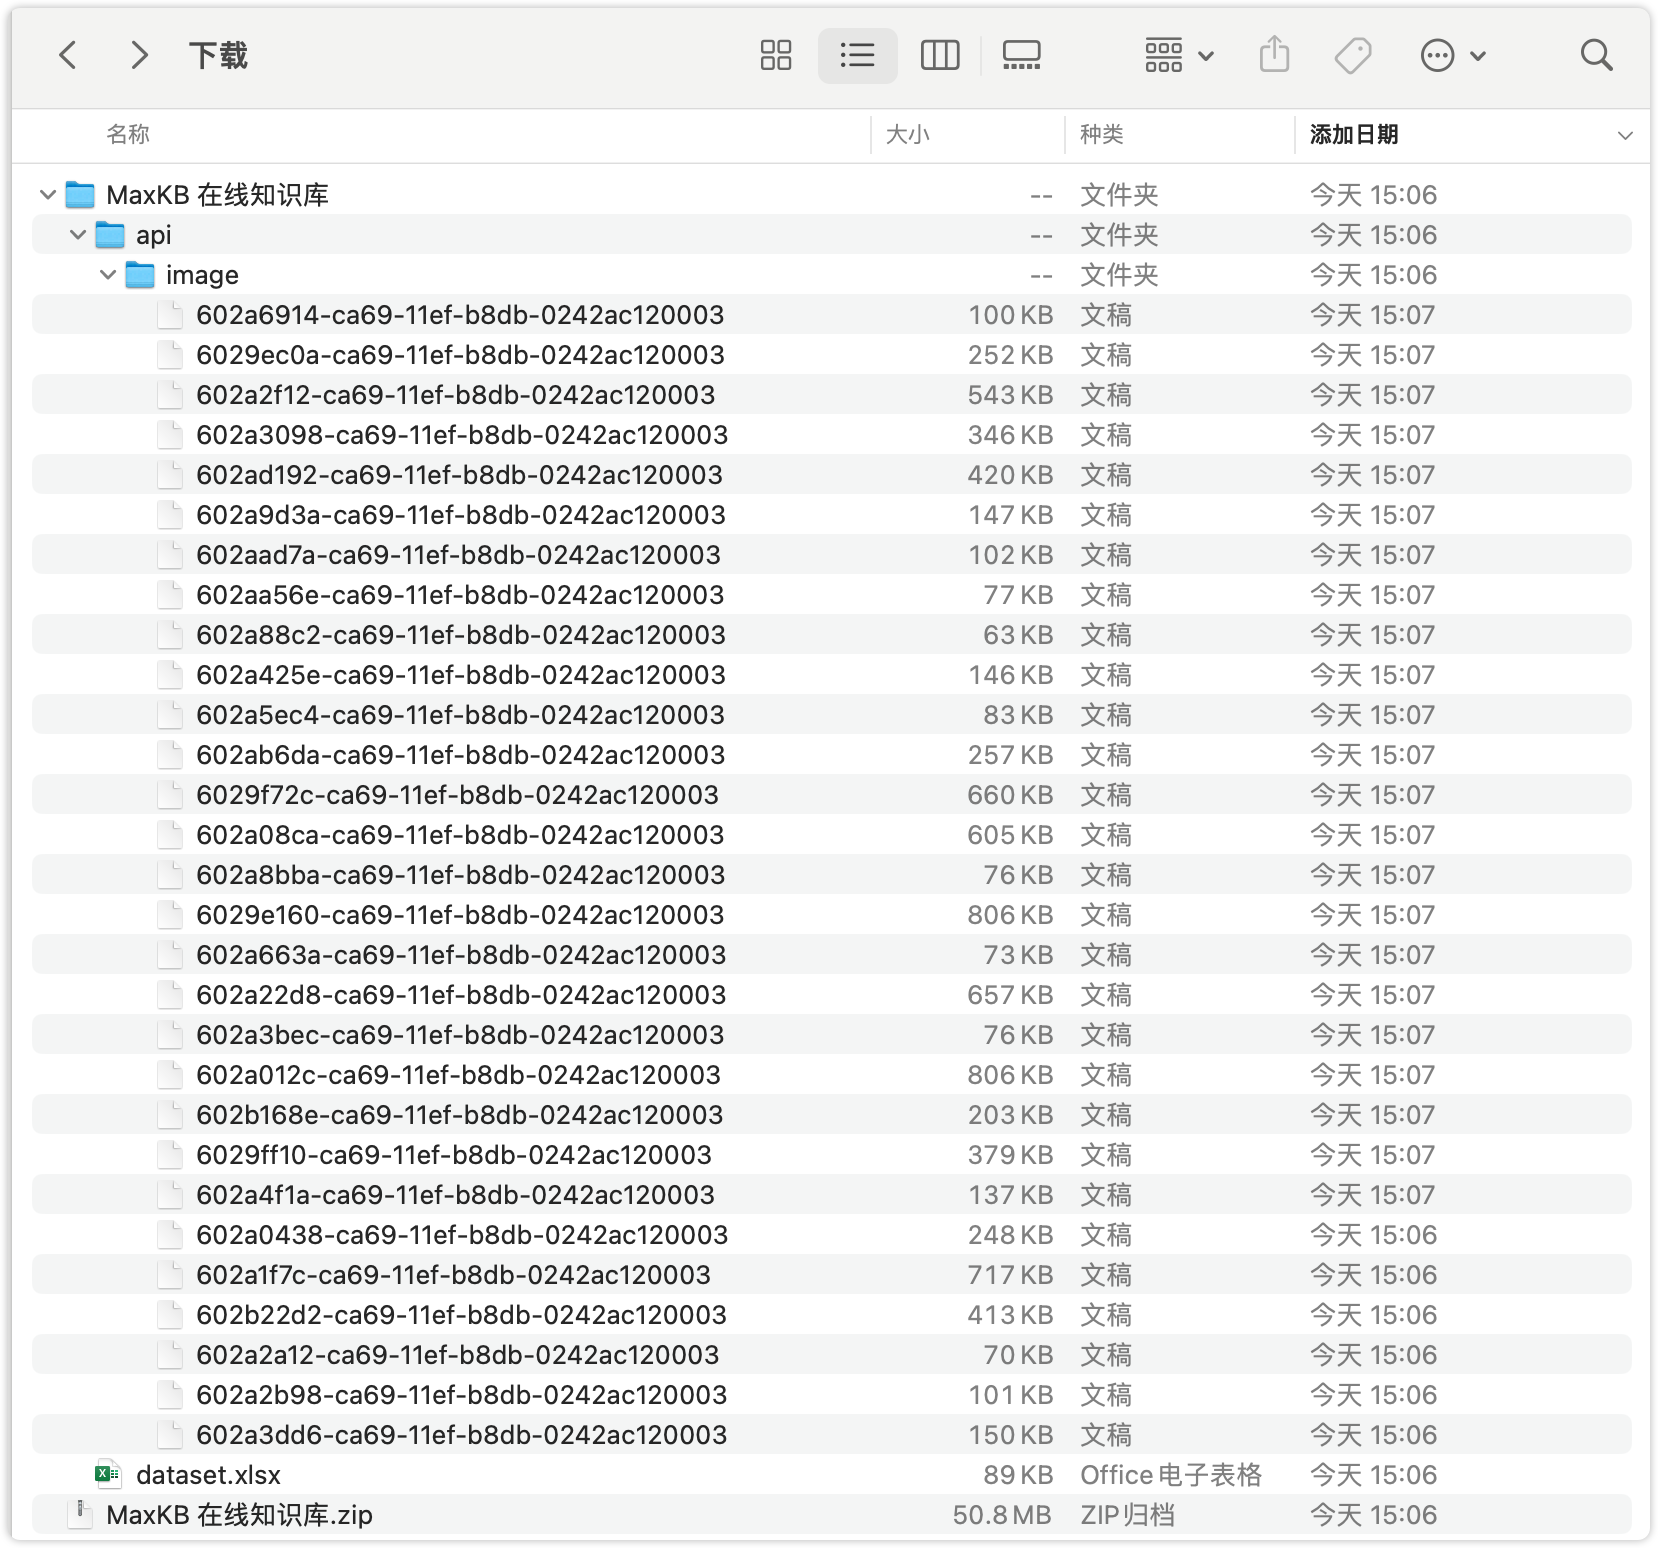 下载
名称 大小 种类 添加日期
MaxKB 在线知识库 -- 文件夹 今天 15:06
api -- 文件夹 今天 15:06
image -- 文件夹 今天 15:06
602a6914-ca69-11ef-b8db-0242ac120003 100 KB 文稿 今天 15:07
6029ec0a-ca69-11ef-b8db-0242ac120003 252 KB 文稿 今天 15:07
602a2f12-ca69-11ef-b8db-0242ac120003 543 KB 文稿 今天 15:07
602a3098-ca69-11ef-b8db-0242ac120003 346 KB 文稿 今天 15:07
602ad192-ca69-11ef-b8db-0242ac120003 420 KB 文稿 今天 15:07
602a9d3a-ca69-11ef-b8db-0242ac120003 147 KB 文稿 今天 15:07
602aad7a-ca69-11ef-b8db-0242ac120003 102 KB 文稿 今天 15:07
602aa56e-ca69-11ef-b8db-0242ac120003 77 KB 文稿 今天 15:07
602a88c2-ca69-11ef-b8db-0242ac120003 63 KB 文稿 今天 15:07
602a425e-ca69-11ef-b8db-0242ac120003 146 KB 文稿 今天 15:07
602a5ec4-ca69-11ef-b8db-0242ac120003 83 KB 文稿 今天 15:07
602ab6da-ca69-11ef-b8db-0242ac120003 257 KB 文稿 今天 15:07
6029f72c-ca69-11ef-b8db-0242ac120003 660 KB 文稿 今天 15:07
602a08ca-ca69-11ef-b8db-0242ac120003 605 KB 文稿 今天 15:07
602a8bba-ca69-11ef-b8db-0242ac120003 76 KB 文稿 今天 15:07
6029e160-ca69-11ef-b8db-0242ac120003 806 KB 文稿 今天 15:07
602a663a-ca69-11ef-b8db-0242ac120003 73 KB 文稿 今天 15:07
602a22d8-ca69-11ef-b8db-0242ac120003 657 KB 文稿 今天 15:07
602a3bec-ca69-11ef-b8db-0242ac120003 76 KB 文稿 今天 15:07
602a012c-ca69-11ef-b8db-0242ac120003 806 KB 文稿 今天 15:07
602b168e-ca69-11ef-b8db-0242ac120003 203 KB 文稿 今天 15:07
6029ff10-ca69-11ef-b8db-0242ac120003 379 KB 文稿 今天 15:07
602a4f1a-ca69-11ef-b8db-0242ac120003 137 KB 文稿 今天 15:07
602a0438-ca69-11ef-b8db-0242ac120003 248 KB 文稿 今天 15:06
602a1f7c-ca69-11ef-b8db-0242ac120003 717 KB 文稿 今天 15:06
602b22d2-ca69-11ef-b8db-0242ac120003 413 KB 文稿 今天 15:06
602a2a12-ca69-11ef-b8db-0242ac120003 70 KB 文稿 今天 15:06
602a2b98-ca69-11ef-b8db-0242ac120003 101 KB 文稿 今天 15:06
602a3dd6-ca69-11ef-b8db-0242ac120003 150 KB 文稿 今天 15:06
dataset.xlsx 89 KB Office 电子表格 今天 15:06
MaxKB 在线知识库.zip 50.8 MB ZIP归档 今天 15:06